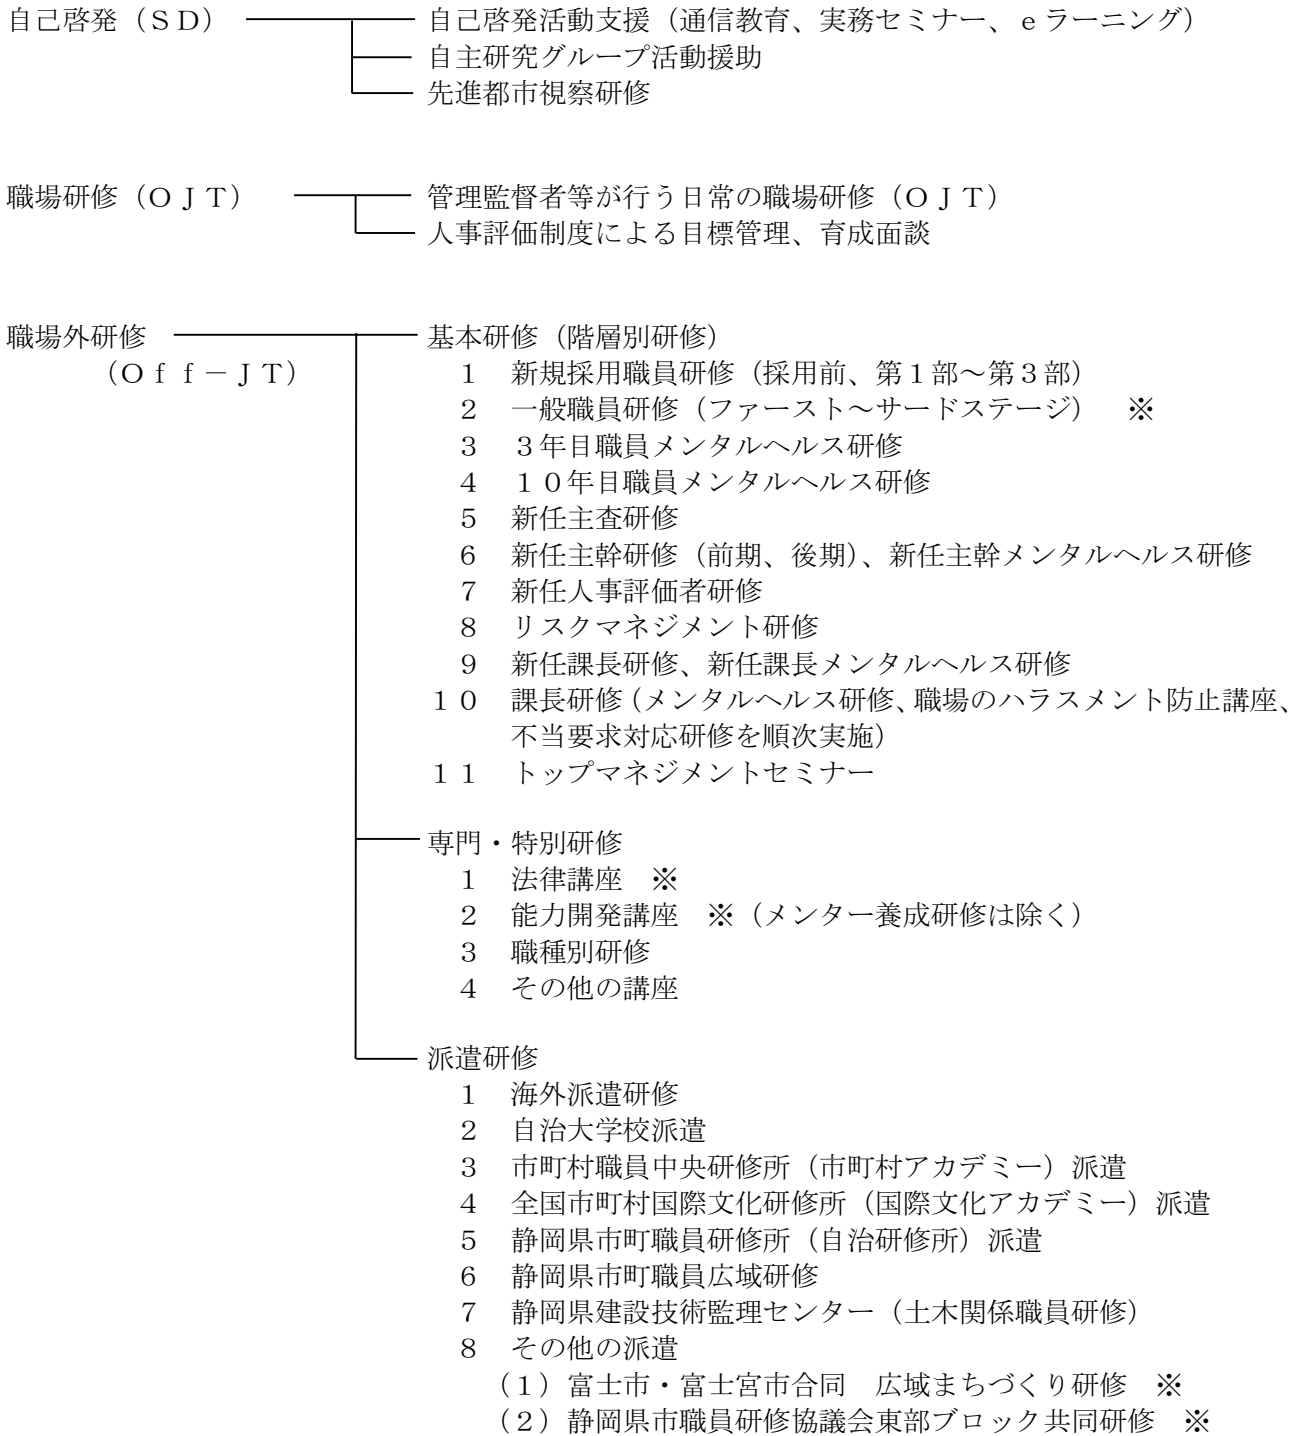 自己啓発（ＳＤ） 自己啓発活動支援（通信教育、実務セミナー、ｅラーニング）
自主研究グループ活動援助
先進都市視察研修
職場研修（ＯＪＴ） 管理監督者等が行う日常の職場研修（ＯＪＴ）
人事評価制度による目標管理、育成面談
職場外研修 基本研修（階層別研修）
（Ｏｆｆ－ＪＴ） １　新規採用職員研修（採用前、第１部～第３部）
２　一般職員研修（ファースト～サードステージ）　※
３　３年目職員メンタルヘルス研修
４　１０年目職員メンタルヘルス研修
５　新任主査研修
６　新任主幹研修（前期、後期）、新任主幹メンタルヘルス研修
７　新任人事評価者研修
８　リスクマネジメント研修
９　新任課長研修、新任課長メンタルヘルス研修
１０　課長研修（メンタルヘルス研修、職場のハラスメント防止講座、
不当要求対応研修を順次実施）
１１　トップマネジメントセミナー
専門・特別研修
１　法律講座　※
２　能力開発講座　※（メンター養成研修は除く）
３　職種別研修
４　その他の講座
派遣研修
１　海外派遣研修
２　自治大学校派遣
３　市町村職員中央研修所（市町村アカデミー）派遣
４　全国市町村国際文化研修所（国際文化アカデミー）派遣
５　静岡県市町職員研修所（自治研修所）派遣
６　静岡県市町職員広域研修
７　静岡県建設技術監理センター（土木関係職員研修）
８　その他の派遣
（１）富士市・富士宮市合同　広域まちづくり研修　※
（２）静岡県市職員研修協議会東部ブロック共同研修　※